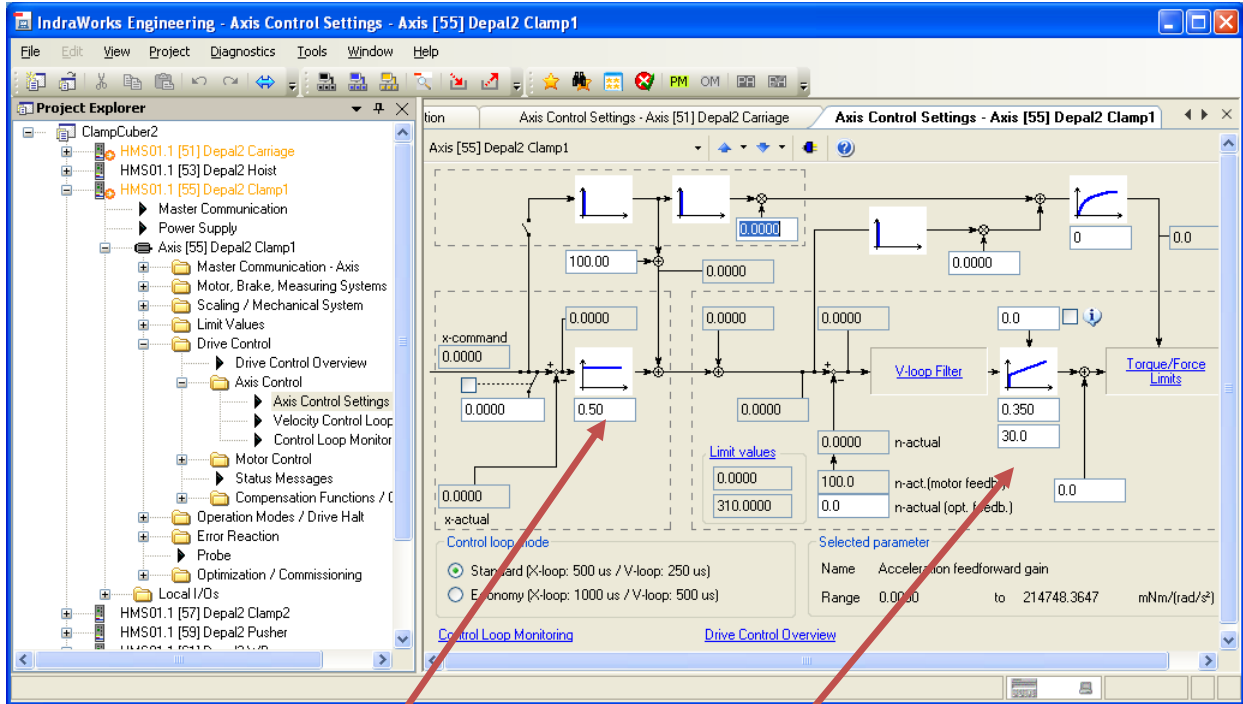 IndraWorks Engineering - Axis Control Settings - Axis [55] Depal2 Clamp1
File Edit View Project Diagnostics Tools Window Help
PM OM
Project Explorer
ClampCuber2
HMS01.1 [51] Depal2 Carriage
HMS01.1 [53] Depal2 Hoist
HMS01.1 [55] Depal2 Clamp1
Master Communication
Power Supply
Axis [55] Depal2 Clamp1
Master Communication - Axis
Motor, Brake, Measuring Systems
Scaling / Mechanical System
Limit Values
Drive Control
Drive Control Overview
Axis Control
Axis Control Settings
Velocity Control Loop
Control Loop Monitor
Motor Control
Status Messages
Compensation Functions / C
Operation Modes / Drive Halt
Error Reaction
Probe
Optimization / Commissioning
Local I/Os
HMS01.1 [57] Depal2 Clamp2
HMS01.1 [59] Depal2 Pusher
tion Axis Control Settings - Axis [51] Depal2 Carriage Axis Control Settings - Axis [55] Depal2 Clamp1
Axis [55] Depal2 Clamp1
0.0000
0 0.0
100.00 0.0000 0.0000
0.0000 0.0000 0.0000 0.0
x-command
0.0000
V-loop Filter
Torque/Force
Limits
0.0000 0.50 0.0000 0.350
0.0000 n-actual 30.0
Limit values
0.0000 100.0 n-act.(motor feedb.) 0.0
0.0000
310.0000 0.0 n-actual (opt. feedb.)
x-actual
Control loop mode
Standard (X-loop: 500 us / V-loop: 250 us)
Economy (X-loop: 1000 us / V-loop: 500 us)
Selected parameter
Name Acceleration feedforward gain
Range 0.0000 to 214748.3647 mNm/(rad/s²)
Control Loop Monitoring Drive Control Overview